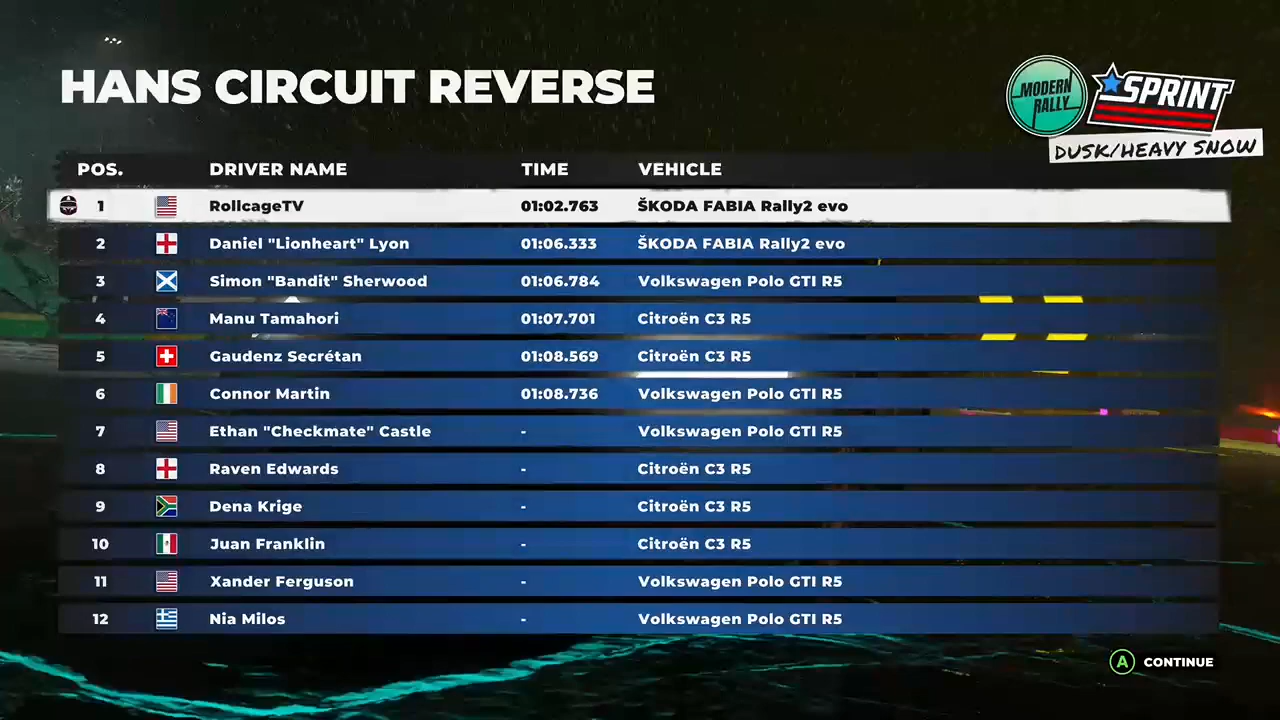 HANS CIRCUIT REVERSE
MODERN RALLY
SPRINT
DUSK/HEAVY SNOW
POS. DRIVER NAME TIME VEHICLE
1 RollcageTV 01:02.763 ŠKODA FABIA Rally2 evo
2 Daniel "Lionheart" Lyon 01:06.333 ŠKODA FABIA Rally2 evo
3 Simon "Bandit" Sherwood 01:06.784 Volkswagen Polo GTI R5
4 Manu Tamahori 01:07.701 Citroën C3 R5
5 Gaudenz Secrétan 01:08.569 Citroën C3 R5
6 Connor Martin 01:08.736 Volkswagen Polo GTI R5
7 Ethan "Checkmate" Castle - Volkswagen Polo GTI R5
8 Raven Edwards - Citroën C3 R5
9 Dena Krige - Citroën C3 R5
10 Juan Franklin - Citroën C3 R5
11 Xander Ferguson - Volkswagen Polo GTI R5
12 Nia Milos - Volkswagen Polo GTI R5
A CONTINUE